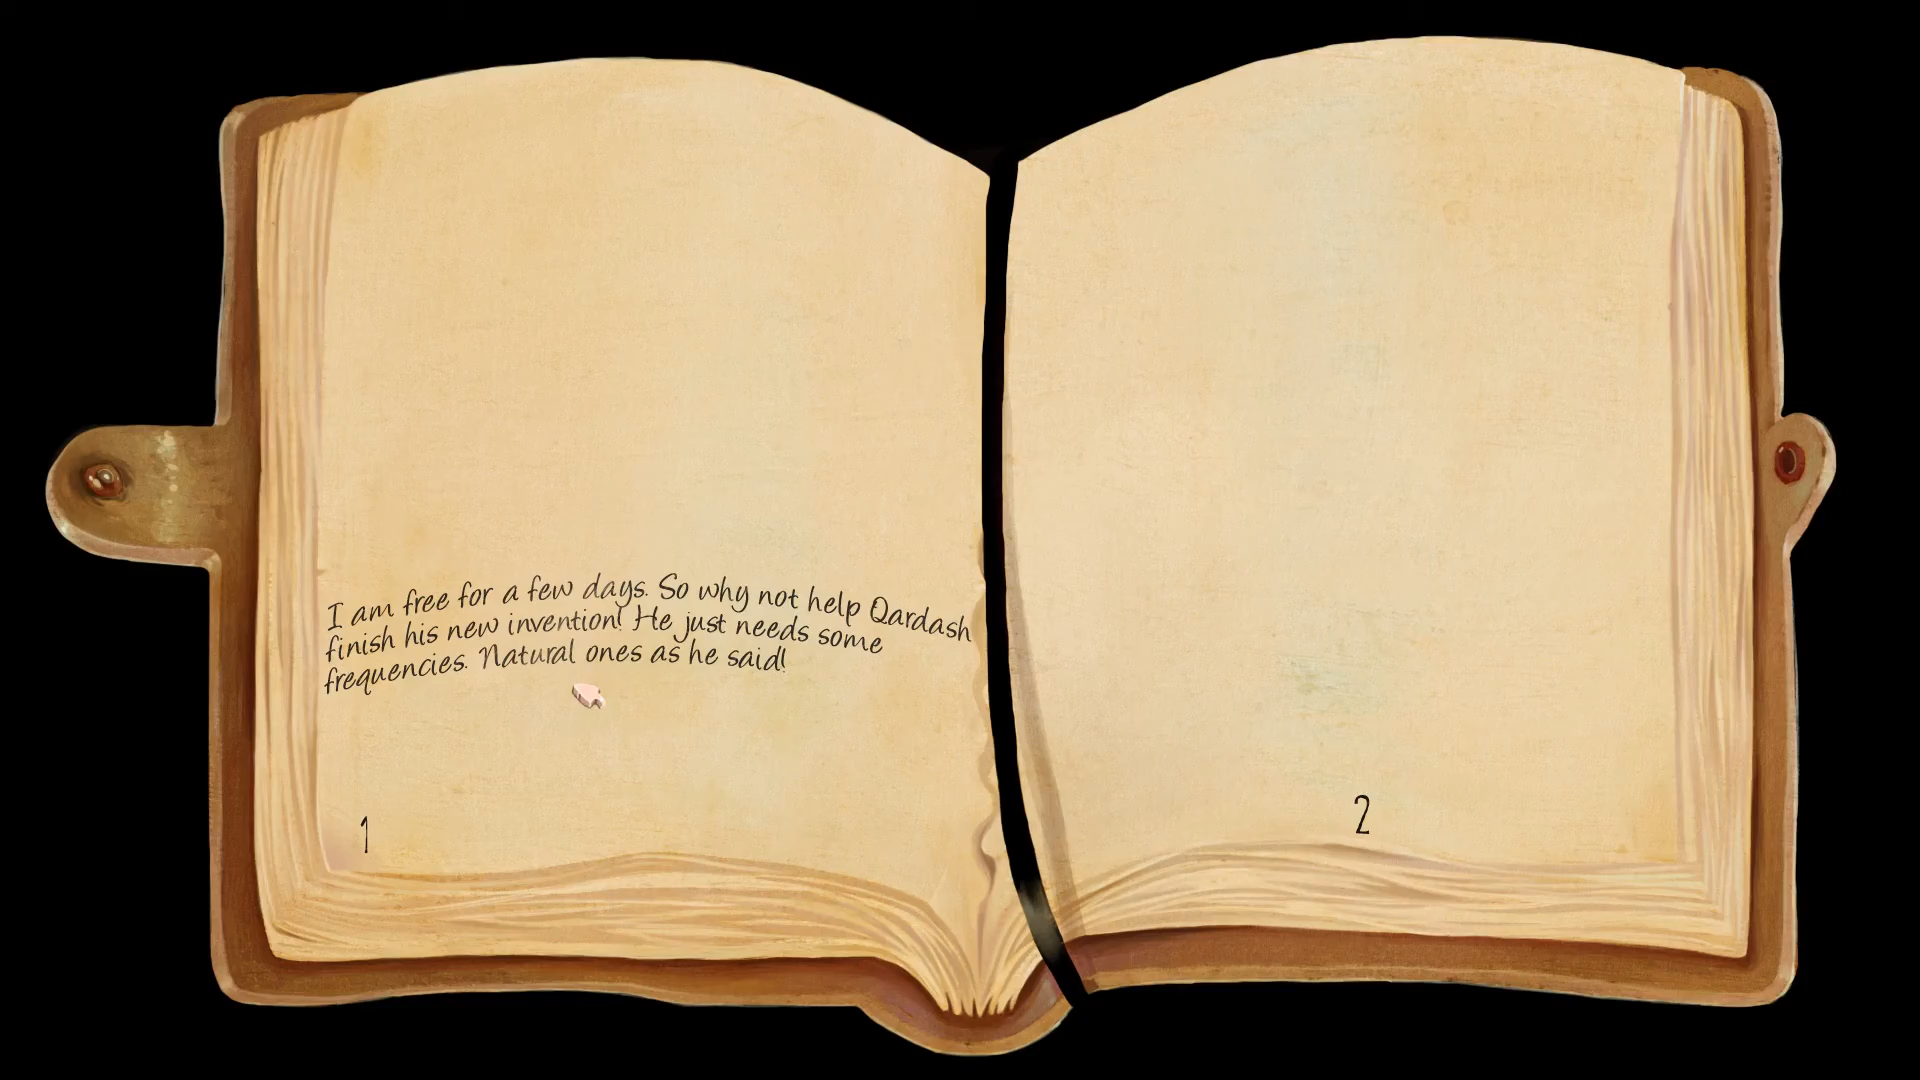 I am free for a few days. So why not help Qardash
finish his new invention! He just needs some
frequencies. Natural ones as he said!
1
2